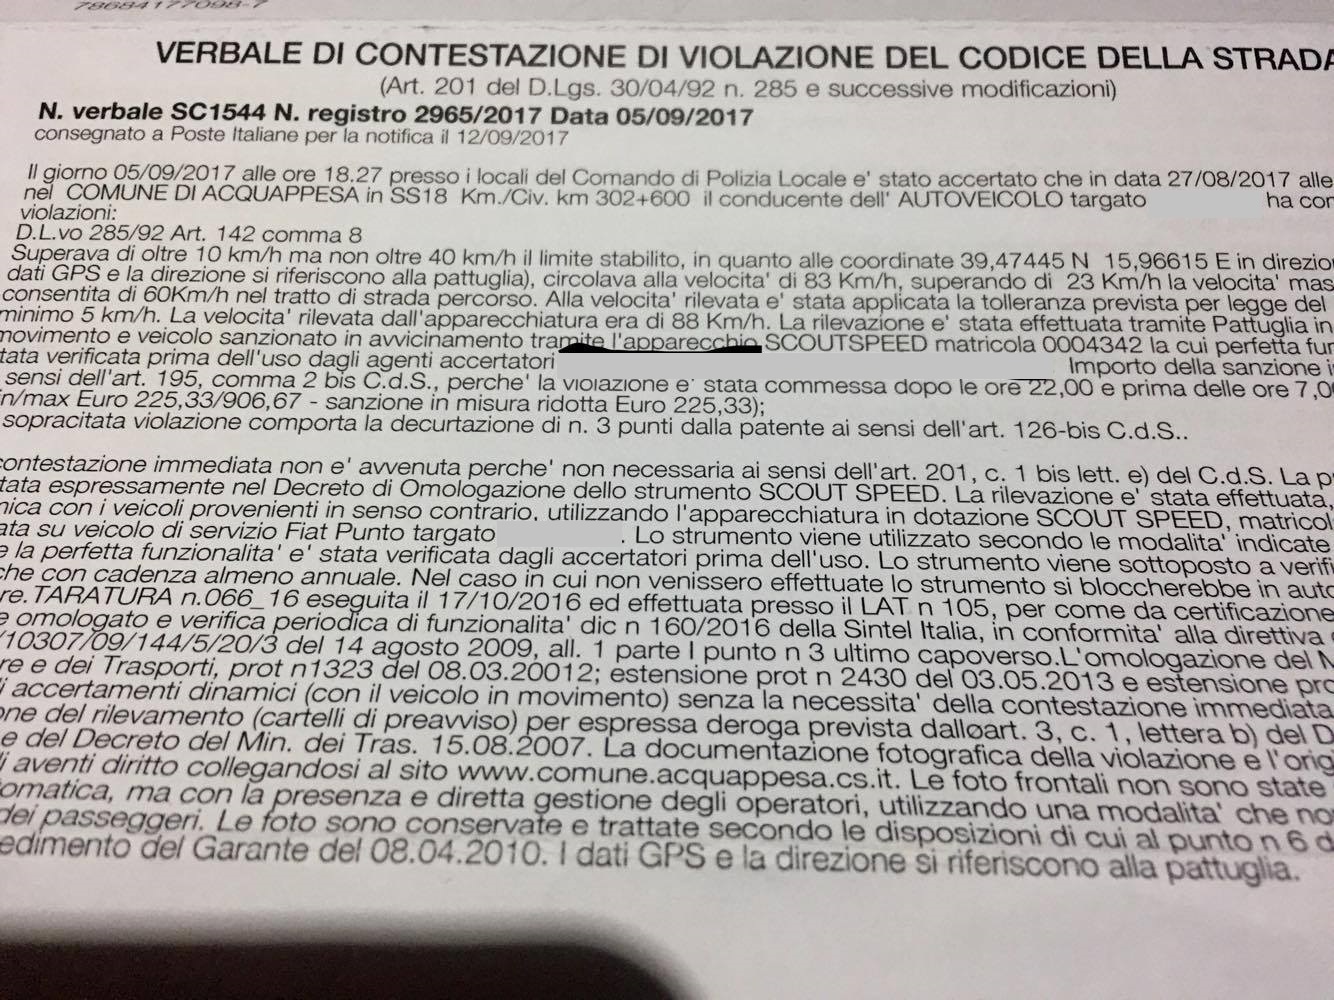 78684177098-7
VERBALE DI CONTESTAZIONE DI VIOLAZIONE DEL CODICE DELLA STRADA
(Art. 201 del D.Lgs. 30/04/92 n. 285 e successive modificazioni)
N. verbale SC1544 N. registro 2965/2017 Data 05/09/2017
consegnato a Poste Italiane per la notifica il 12/09/2017
Il giorno 05/09/2017 alle ore 18.27 presso i locali del Comando di Polizia Locale e' stato accertato che in data 27/08/2017 alle
nel COMUNE DI ACQUAPPESA in SS18 Km./Civ. km 302+600 il conducente dell' AUTOVEICOLO targato ha con
violazioni:
D.L.vo 285/92 Art. 142 comma 8
Superava di oltre 10 km/h ma non oltre 40 km/h il limite stabilito, in quanto alle coordinate 39,47445 N 15,96615 E in direzio
dati GPS e la direzione si riferiscono alla pattuglia), circolava alla velocita' di 83 Km/h, superando di 23 Km/h la velocita' mas
consentita di 60Km/h nel tratto di strada percorso. Alla velocita' rilevata e' stata applicata la tolleranza prevista per legge del
minimo 5 km/h. La velocita' rilevata dall'apparecchiatura era di 88 Km/h. La rilevazione e' stata effettuata tramite Pattuglia in
movimento e veicolo sanzionato in avvicinamento tramite l'apparecchio SCOUTSPEED matricola 0004342 la cui perfetta fun
tata verificata prima dell'uso dagli agenti accertatori Importo della sanzione i
sensi dell'art. 195, comma 2 bis C.d.S., perche' la violazione e' stata commessa dopo le ore 22,00 e prima delle ore 7,0
in/max Euro 225,33/906,67 - sanzione in misura ridotta Euro 225,33);
sopracitata violazione comporta la decurtazione di n. 3 punti dalla patente ai sensi dell'art. 126-bis C.d.S..
contestazione immediata non e' avvenuta perche' non necessaria ai sensi dell'art. 201, c. 1 bis lett. e) del C.d.S. La p
tata espressamente nel Decreto di Omologazione dello strumento SCOUT SPEED. La rilevazione e' stata effettuata,
nica con i veicoli provenienti in senso contrario, utilizzando l'apparecchiatura in dotazione SCOUT SPEED, matricol
ata su veicolo di servizio Fiat Punto targato . Lo strumento viene utilizzato secondo le modalita' indicate
e la perfetta funzionalita' e' stata verificata dagli accertatori prima dell'uso. Lo strumento viene sottoposto a verifi
che con cadenza almeno annuale. Nel caso in cui non venissero effettuate lo strumento si bloccherebbe in auto
re. TARATURA n.066_16 eseguita il 17/10/2016 ed effettuata presso il LAT n 105, per come da certificazione
e omologato e verifica periodica di funzionalita' dic n 160/2016 della Sintel Italia, in conformita' alla direttiva
/10307/09/144/5/20/3 del 14 agosto 2009, all. 1 parte I punto n 3 ultimo capoverso.L'omologazione del M
re e dei Trasporti, prot n1323 del 08.03.20012; estensione prot n 2430 del 03.05.2013 e estensione pro
i accertamenti dinamici (con il veicolo in movimento) senza la necessita' della contestazione immediata
one del rilevamento (cartelli di preavviso) per espressa deroga prevista dalløart. 3, c. 1, lettera b) del D
e del Decreto del Min. dei Tras. 15.08.2007. La documentazione fotografica della violazione e l'orig
i aventi diritto collegandosi al sito www.comune.acquappesa.cs.it. Le foto frontali non sono state
omatica, ma con la presenza e diretta gestione degli operatori, utilizzando una modalita' che no
dei passeggeri. Le foto sono conservate e trattate secondo le disposizioni di cui al punto n 6 d
edimento del Garante del 08.04.2010. I dati GPS e la direzione si riferiscono alla pattuglia.